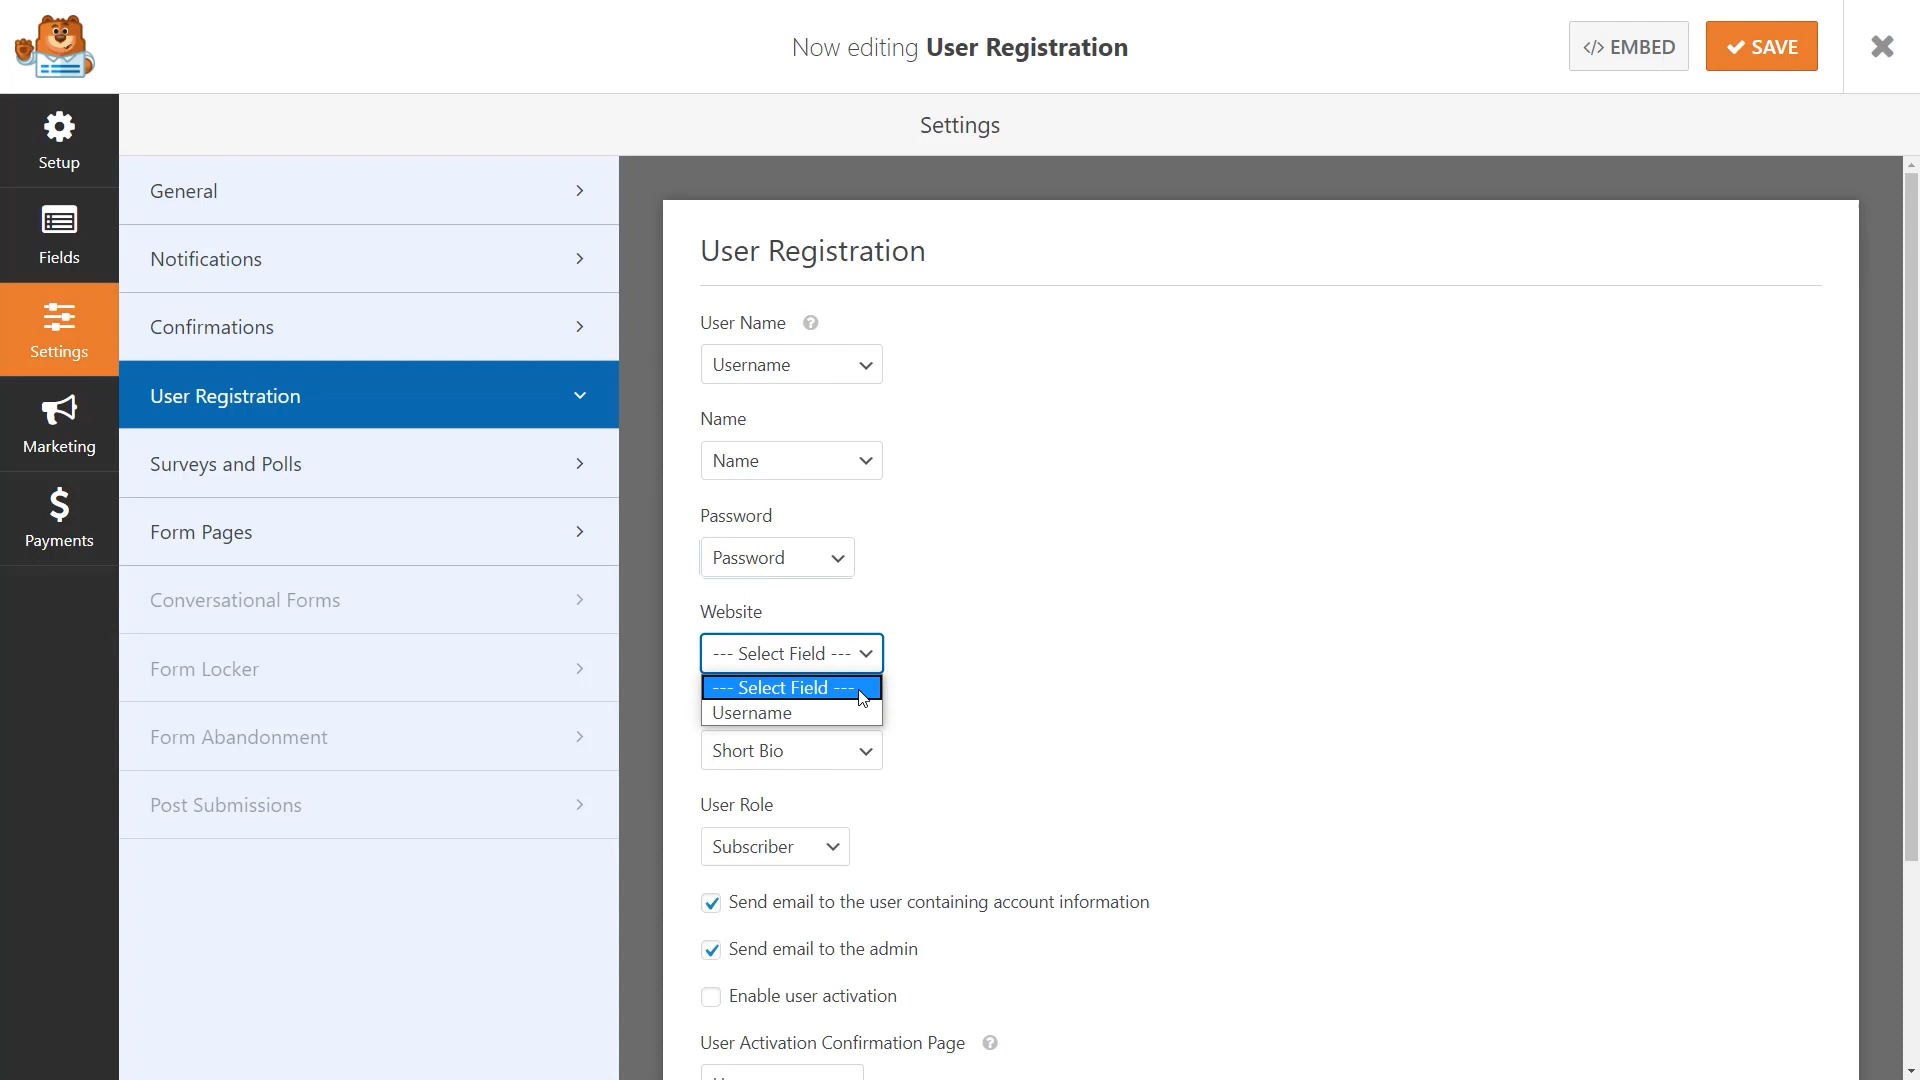 Now editing User Registration
</> EMBED
SAVE
Settings
Setup
Fields
Settings
Marketing
Payments
General
Notifications
Confirmations
User Registration
Surveys and Polls
Form Pages
Conversational Forms
Form Locker
Form Abandonment
Post Submissions
User Registration
User Name
Username
Name
Name
Password
Password
Website
--- Select Field ---
--- Select Field ---
Username
Short Bio
User Role
Subscriber
Send email to the user containing account information
Send email to the admin
Enable user activation
User Activation Confirmation Page